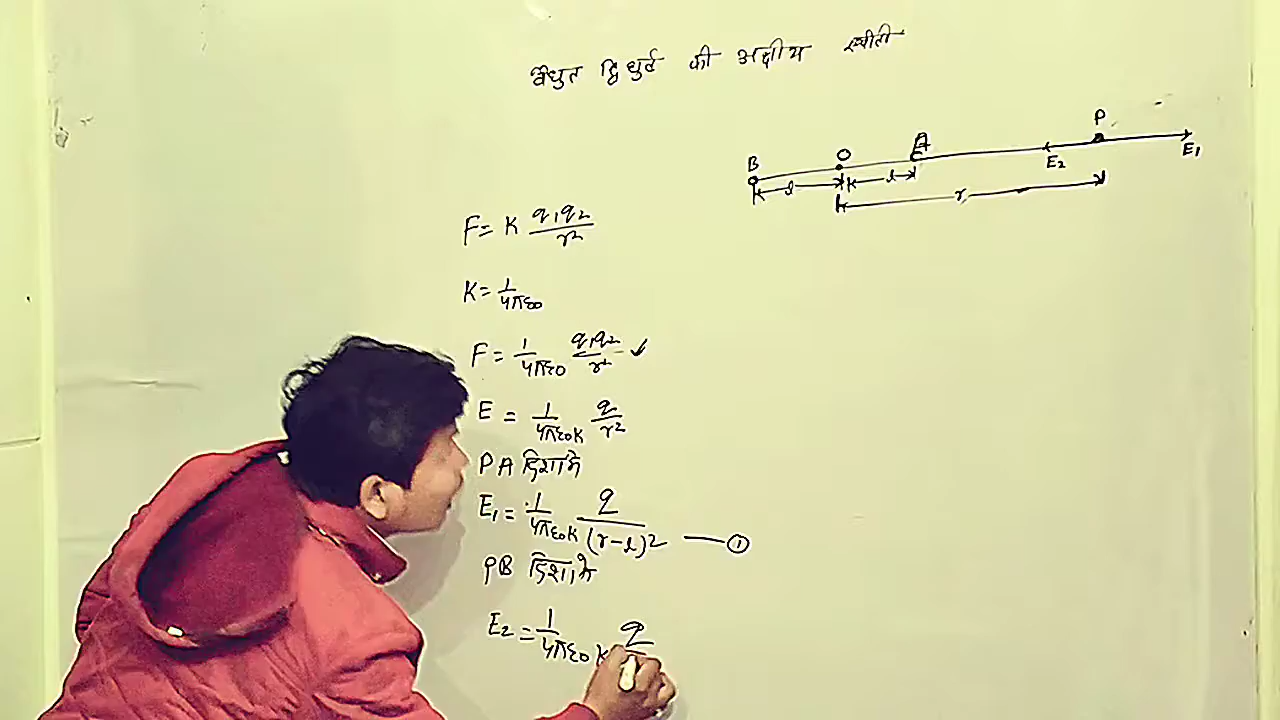 वैधुत द्विधुर्व की अक्षीय स्थीती
B O A P
E2 E1
l l
r
F = K q1q2/r²
K = 1/4πε0
F = 1/4πε0 q1q2/r² ✓
E = 1/4πε0K q/r²
PA दिशामे
E1 = 1/4πε0K q/(r-l)2 — ①
PB दिशामे
E2 = 1/4πε0K q